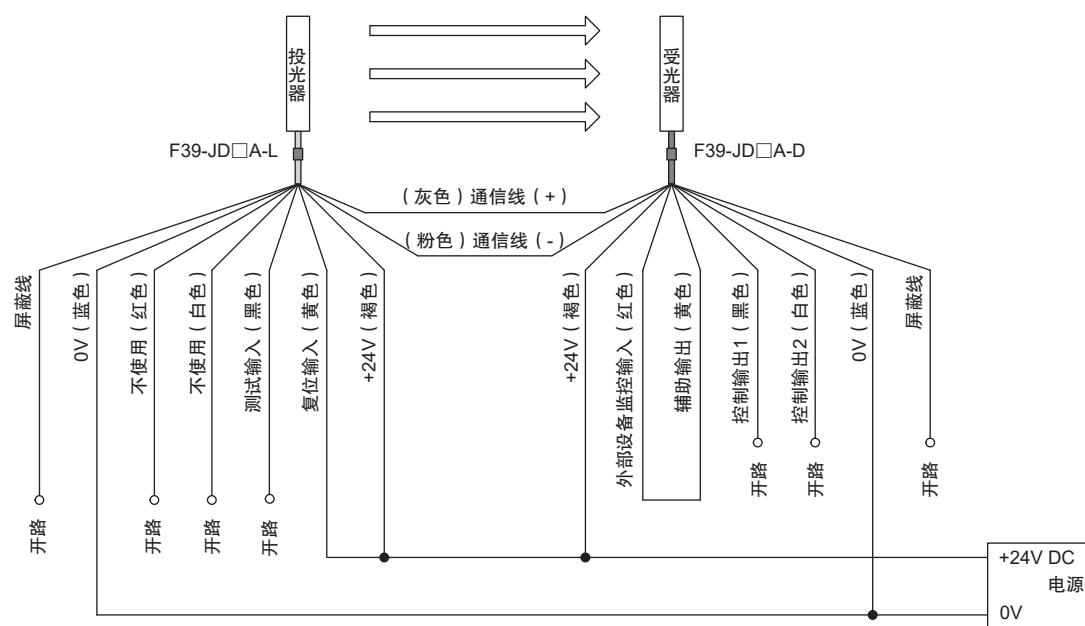 投光器
受光器
F39-JD□A-L
F39-JD□A-D
(灰色)通信线(+)
(粉色)通信线(-)
屏蔽线
0V(蓝色)
不使用(红色)
不使用(白色)
测试输入(黑色)
复位输入(黄色)
+24V(褐色)
+24V(褐色)
外部设备监控输入(红色)
辅助输出(黄色)
控制输出1(黑色)
控制输出2(白色)
0V(蓝色)
屏蔽线
开路
开路
开路
开路
开路
开路
开路
+24V DC
电源
0V